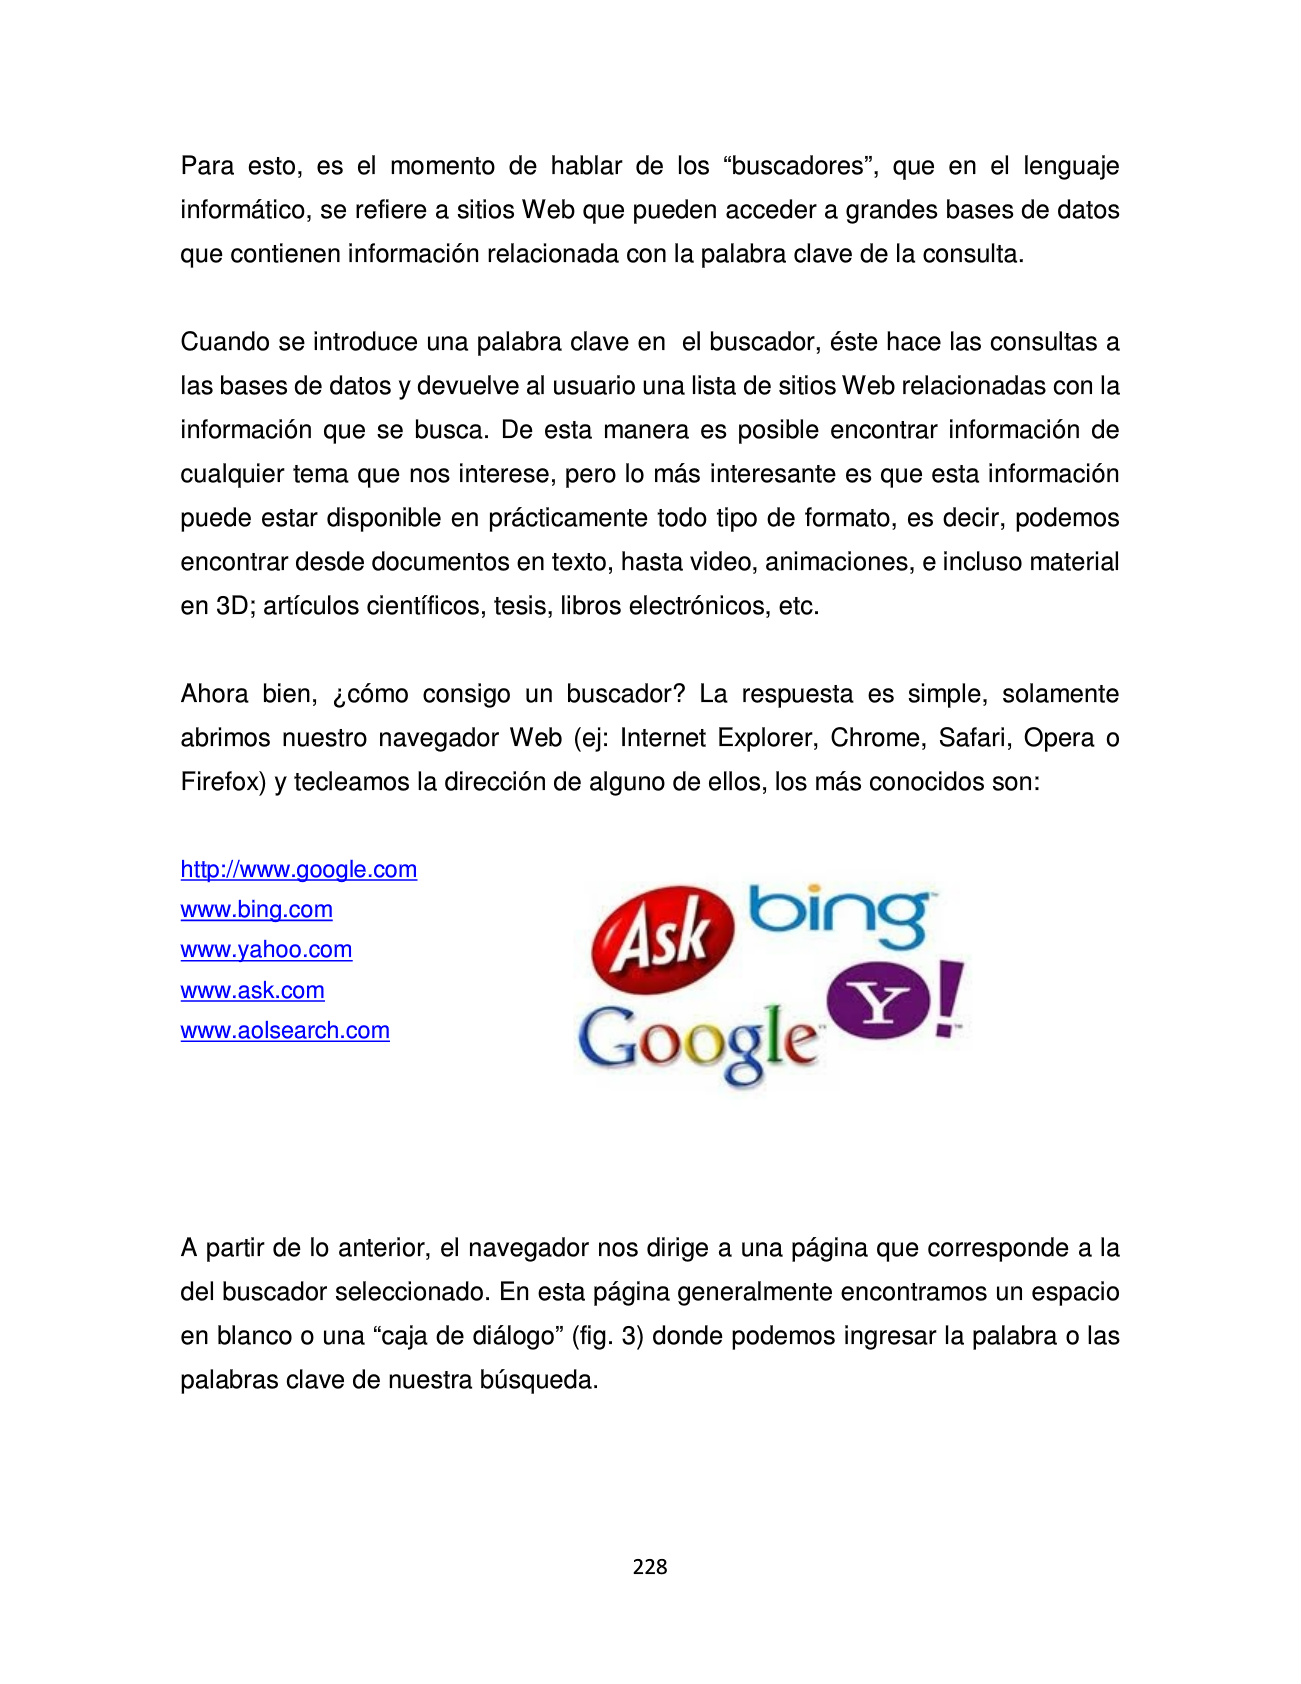 Para esto, es el momento de hablar de los “buscadores”, que en el lenguaje
informático, se refiere a sitios Web que pueden acceder a grandes bases de datos
que contienen información relacionada con la palabra clave de la consulta.
Cuando se introduce una palabra clave en  el buscador, éste hace las consultas a
las bases de datos y devuelve al usuario una lista de sitios Web relacionadas con la
información que se busca. De esta manera es posible encontrar información de
cualquier tema que nos interese, pero lo más interesante es que esta información
puede estar disponible en prácticamente todo tipo de formato, es decir, podemos
encontrar desde documentos en texto, hasta video, animaciones, e incluso material
en 3D; artículos científicos, tesis, libros electrónicos, etc.
Ahora bien, ¿cómo consigo un buscador? La respuesta es simple, solamente
abrimos nuestro navegador Web (ej: Internet Explorer, Chrome, Safari, Opera o
Firefox) y tecleamos la dirección de alguno de ellos, los más conocidos son:
http://www.google.com
www.bing.com
www.yahoo.com
www.ask.com
www.aolsearch.com
Ask
bing™
Google™
Y!™
A partir de lo anterior, el navegador nos dirige a una página que corresponde a la
del buscador seleccionado. En esta página generalmente encontramos un espacio
en blanco o una “caja de diálogo” (fig. 3) donde podemos ingresar la palabra o las
palabras clave de nuestra búsqueda.
228